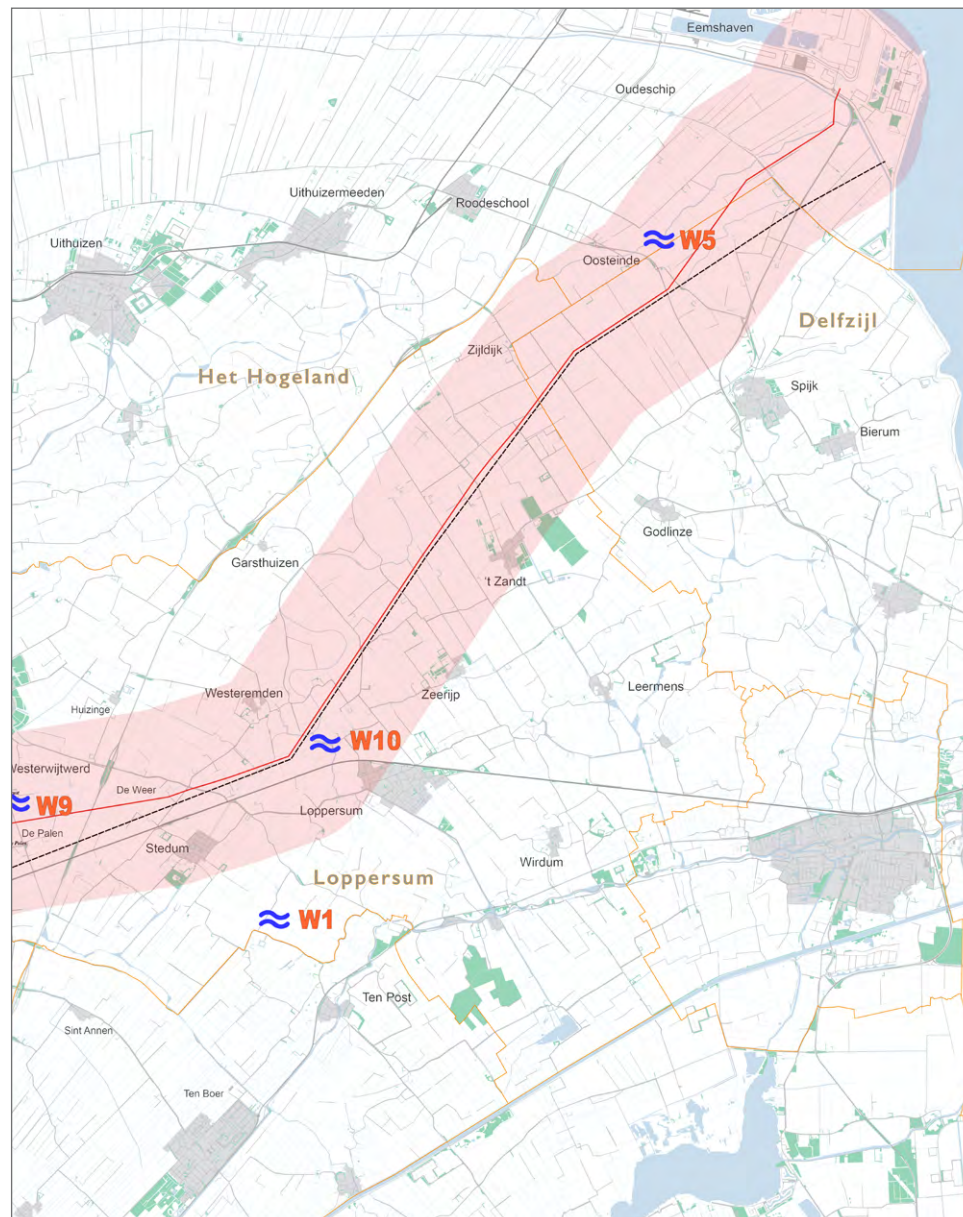 Eemshaven
Oudeschip
Uithuizermeeden
Roodeschool
Uithuizen
W5
Oosteinde
Delfzijl
Zijldijk
Het Hogeland
Spijk
Bierum
Godlinze
Garsthuizen
't Zandt
Leermens
Westeremden
Zeerijp
Huizinge
W10
Westerwijtwerd
De Weer
W9
Loppersum
De Palen
Stedum
Wirdum
Loppersum
W1
Ten Post
Sint Annen
Ten Boer